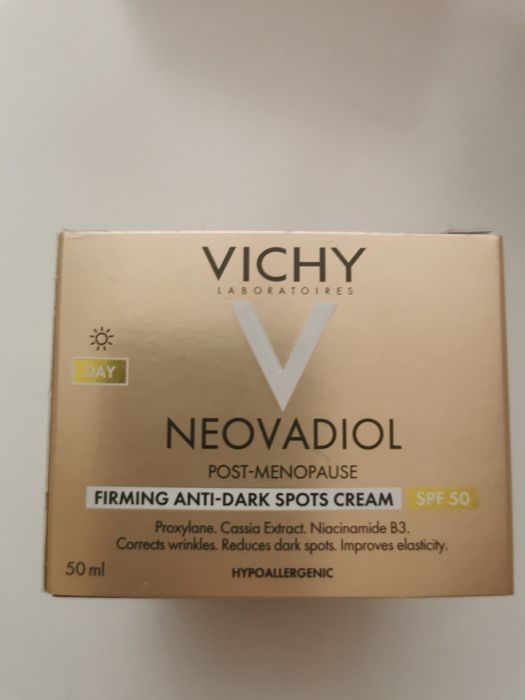 VICHY
LABORATOIRES
V
DAY
NEOVADIOL
POST-MENOPAUSE
FIRMING ANTI-DARK SPOTS CREAM SPF 50
Proxylane. Cassia Extract. Niacinamide B3.
Corrects wrinkles. Reduces dark spots. Improves elasticity.
50 ml HYPOALLERGENIC